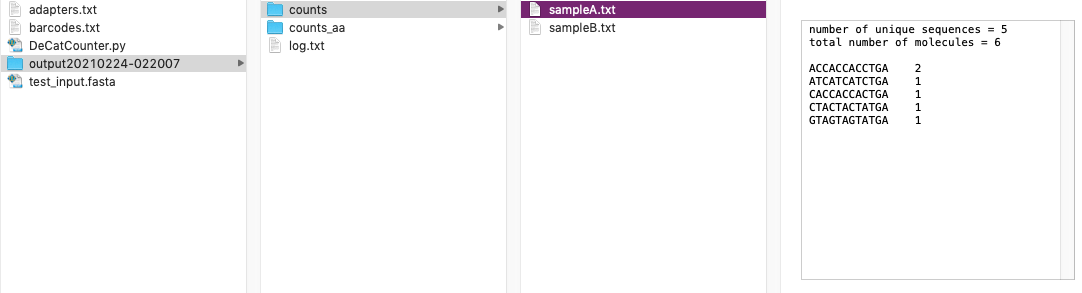 adapters.txt
barcodes.txt
DeCatCounter.py
output20210224-022007
test_input.fasta
counts
counts_aa
log.txt
sampleA.txt
sampleB.txt
number of unique sequences = 5
total number of molecules = 6
ACCACCACCTGA 2
ATCATCATCTGA 1
CACCACCACTGA 1
CTACTACTATGA 1
GTAGTAGTATGA 1